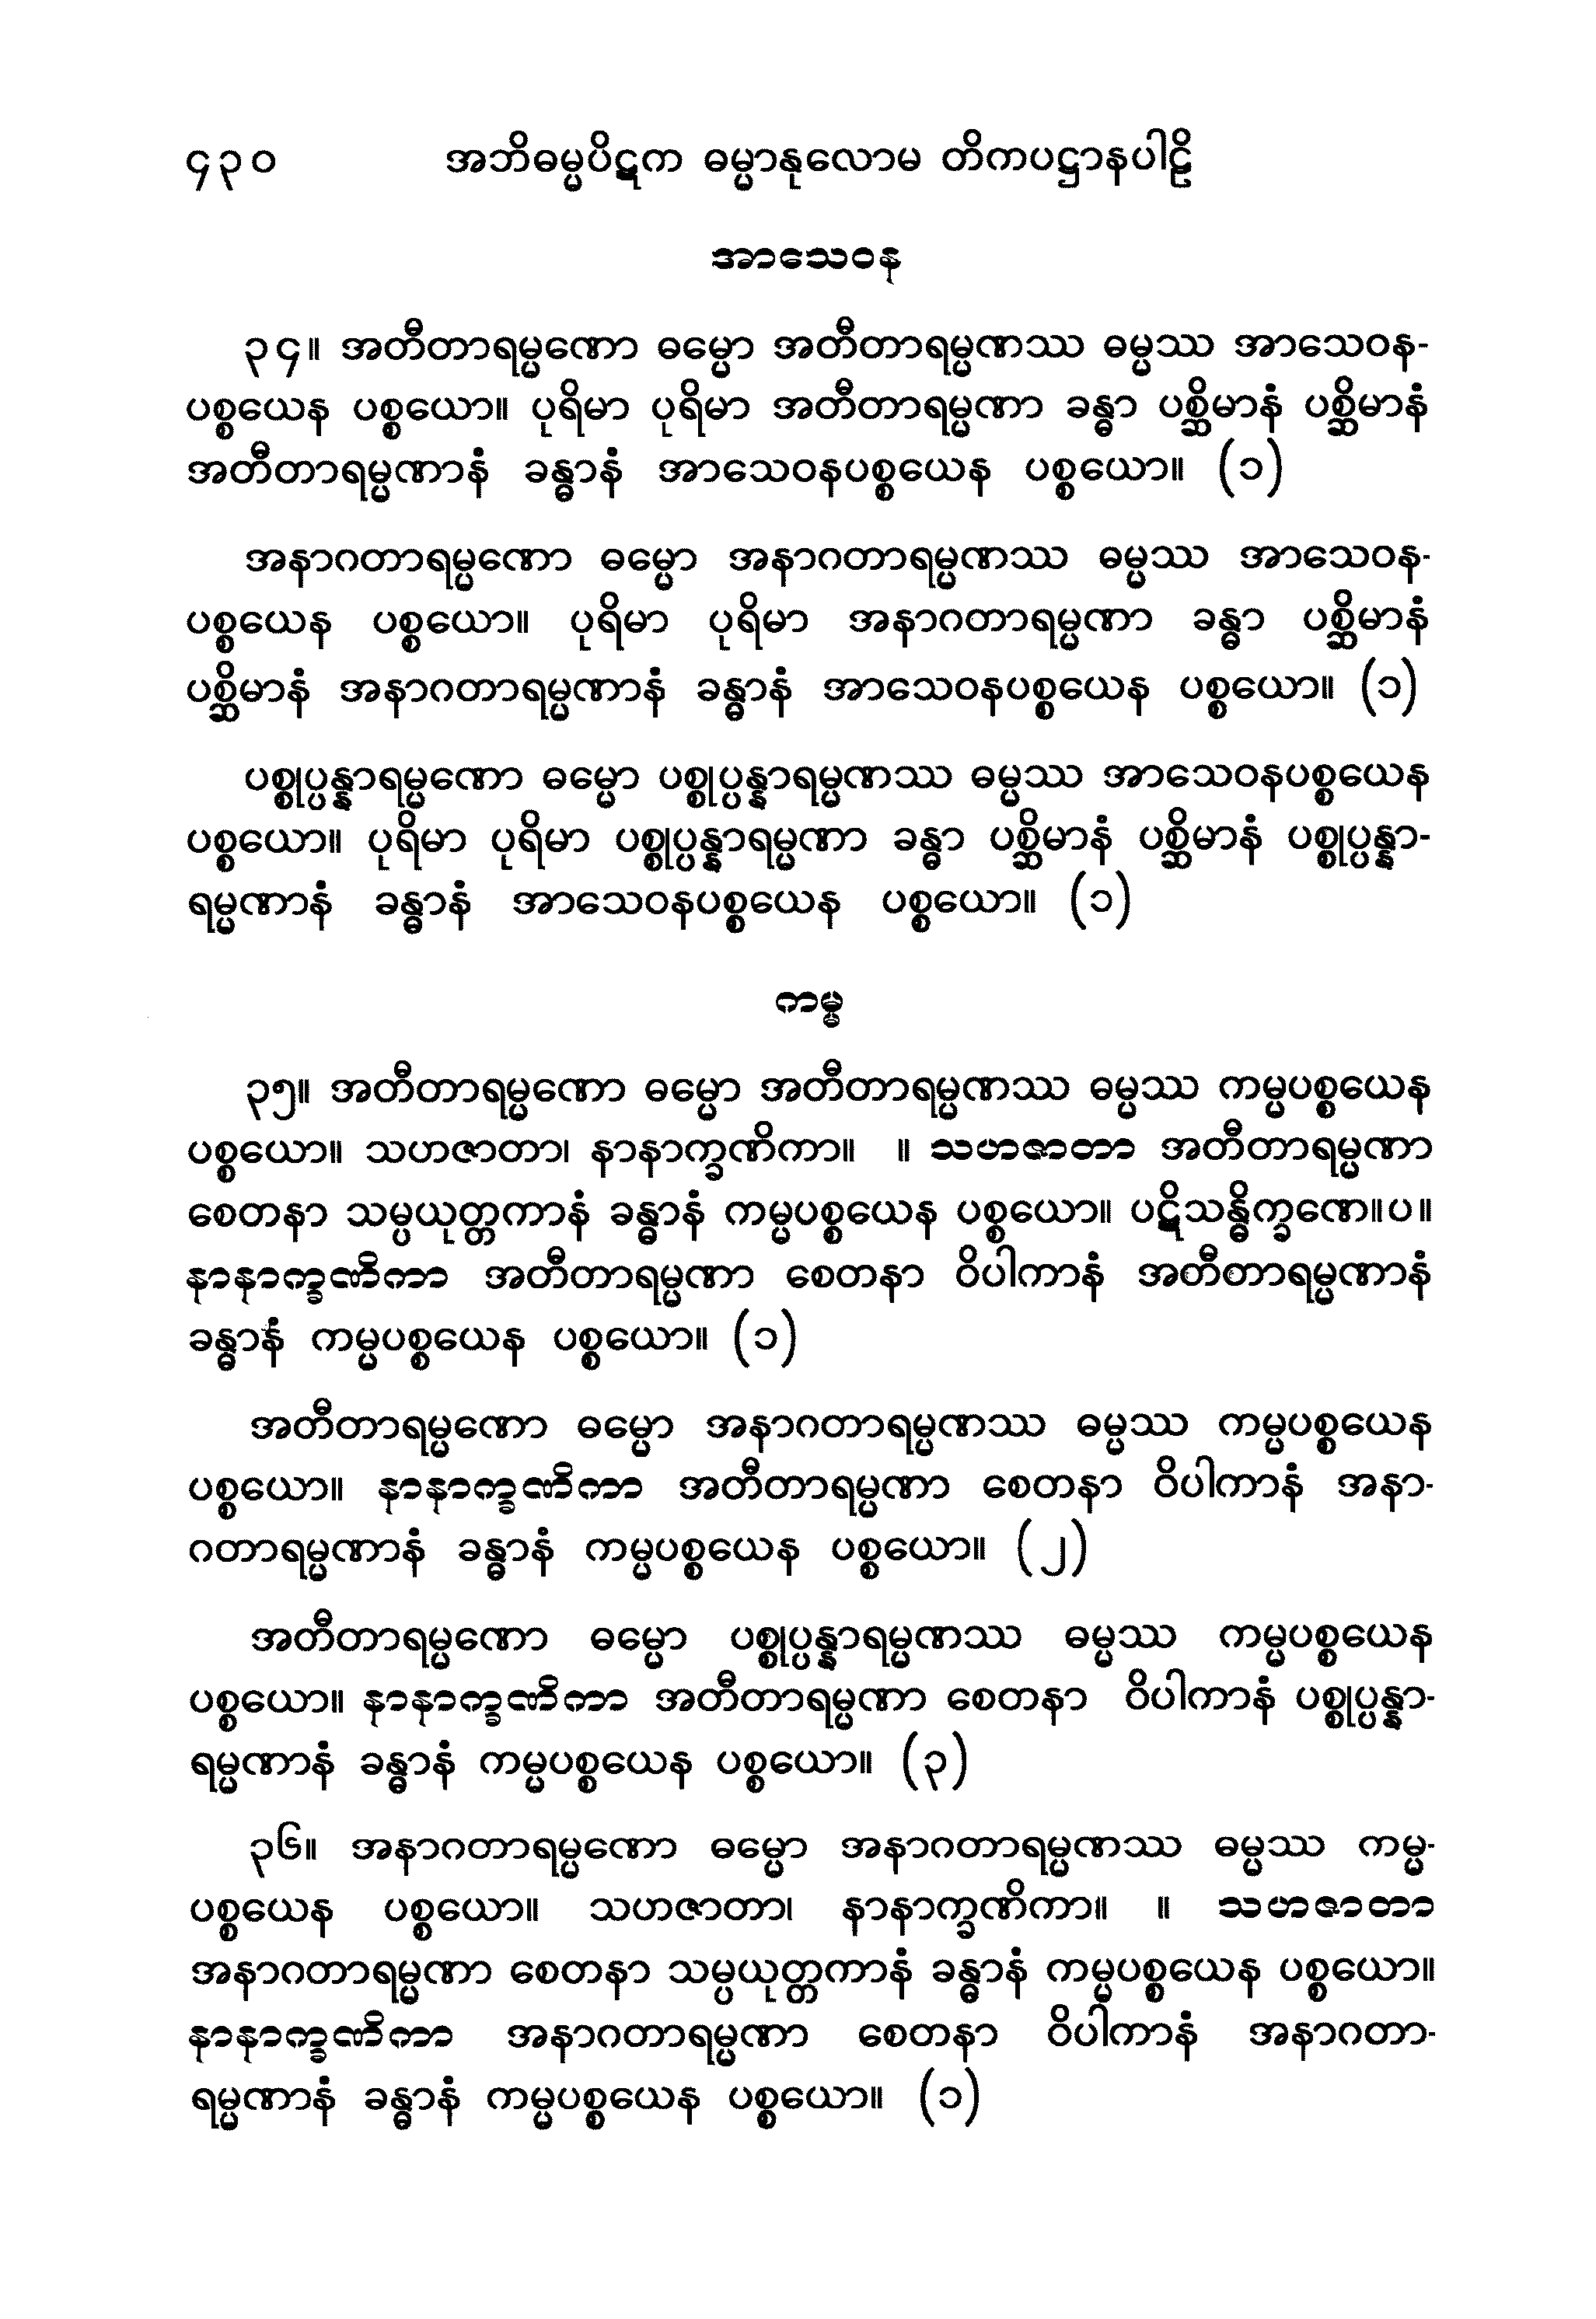 ၄၃၀ အဘိဓမ္မပိဋက ဓမ္မာနုလောမ တိကပဋ္ဌာနပါဠိ
အာသေဝန
၃၄။ အတီတာရမ္မဏော ဓမ္မော အတီတာရမ္မဏဿ ဓမ္မဿ အာသေဝန-
ပစ္စယေန ပစ္စယော။ ပုရိမာ ပုရိမာ အတီတာရမ္မဏာ ခန္ဓာ ပစ္ဆိမာနံ ပစ္ဆိမာနံ
အတီတာရမ္မဏာနံ ခန္ဓာနံ အာသေဝနပစ္စယေန ပစ္စယော။ (၁)
အနာဂတာရမ္မဏော ဓမ္မော အနာဂတာရမ္မဏဿ ဓမ္မဿ အာသေဝန-
ပစ္စယေန ပစ္စယော။ ပုရိမာ ပုရိမာ အနာဂတာရမ္မဏာ ခန္ဓာ ပစ္ဆိမာနံ
ပစ္ဆိမာနံ အနာဂတာရမ္မဏာနံ ခန္ဓာနံ အာသေဝနပစ္စယေန ပစ္စယော။ (၁)
ပစ္စုပ္ပန္နာရမ္မဏော ဓမ္မော ပစ္စုပ္ပန္နာရမ္မဏဿ ဓမ္မဿ အာသေဝနပစ္စယေန
ပစ္စယော။ ပုရိမာ ပုရိမာ ပစ္စုပ္ပန္နာရမ္မဏာ ခန္ဓာ ပစ္ဆိမာနံ ပစ္ဆိမာနံ ပစ္စုပ္ပန္နာ-
ရမ္မဏာနံ ခန္ဓာနံ အာသေဝနပစ္စယေန ပစ္စယော။ (၁)
ကမ္မ
၃၅။ အတီတာရမ္မဏော ဓမ္မော အတီတာရမ္မဏဿ ဓမ္မဿ ကမ္မပစ္စယေန
ပစ္စယော။ သဟဇာတာ၊ နာနာက္ခဏိကာ။ ။ သဟဇာတာ အတီတာရမ္မဏာ
စေတနာ သမ္ပယုတ္တကာနံ ခန္ဓာနံ ကမ္မပစ္စယေန ပစ္စယော။ ပဋိသန္ဓိက္ခဏေ။ပ။
နာနာက္ခဏိကာ အတီတာရမ္မဏာ စေတနာ ဝိပါကာနံ အတီတာရမ္မဏာနံ
ခန္ဓာနံ ကမ္မပစ္စယေန ပစ္စယော။ (၁)
အတီတာရမ္မဏော ဓမ္မော အနာဂတာရမ္မဏဿ ဓမ္မဿ ကမ္မပစ္စယေန
ပစ္စယော။ နာနာက္ခဏိကာ အတီတာရမ္မဏာ စေတနာ ဝိပါကာနံ အနာ-
ဂတာရမ္မဏာနံ ခန္ဓာနံ ကမ္မပစ္စယေန ပစ္စယော။ (၂)
အတီတာရမ္မဏော ဓမ္မော ပစ္စုပ္ပန္နာရမ္မဏဿ ဓမ္မဿ ကမ္မပစ္စယေန
ပစ္စယော။ နာနာက္ခဏိကာ အတီတာရမ္မဏာ စေတနာ ဝိပါကာနံ ပစ္စုပ္ပန္နာ-
ရမ္မဏာနံ ခန္ဓာနံ ကမ္မပစ္စယေန ပစ္စယော။ (၃)
၃၆။ အနာဂတာရမ္မဏော ဓမ္မော အနာဂတာရမ္မဏဿ ဓမ္မဿ ကမ္မ-
ပစ္စယေန ပစ္စယော။ သဟဇာတာ၊ နာနာက္ခဏိကာ။ ။ သဟဇာတာ
အနာဂတာရမ္မဏာ စေတနာ သမ္ပယုတ္တကာနံ ခန္ဓာနံ ကမ္မပစ္စယေန ပစ္စယော။
နာနာက္ခဏိကာ အနာဂတာရမ္မဏာ စေတနာ ဝိပါကာနံ အနာဂတာ-
ရမ္မဏာနံ ခန္ဓာနံ ကမ္မပစ္စယေန ပစ္စယော။ (၁)